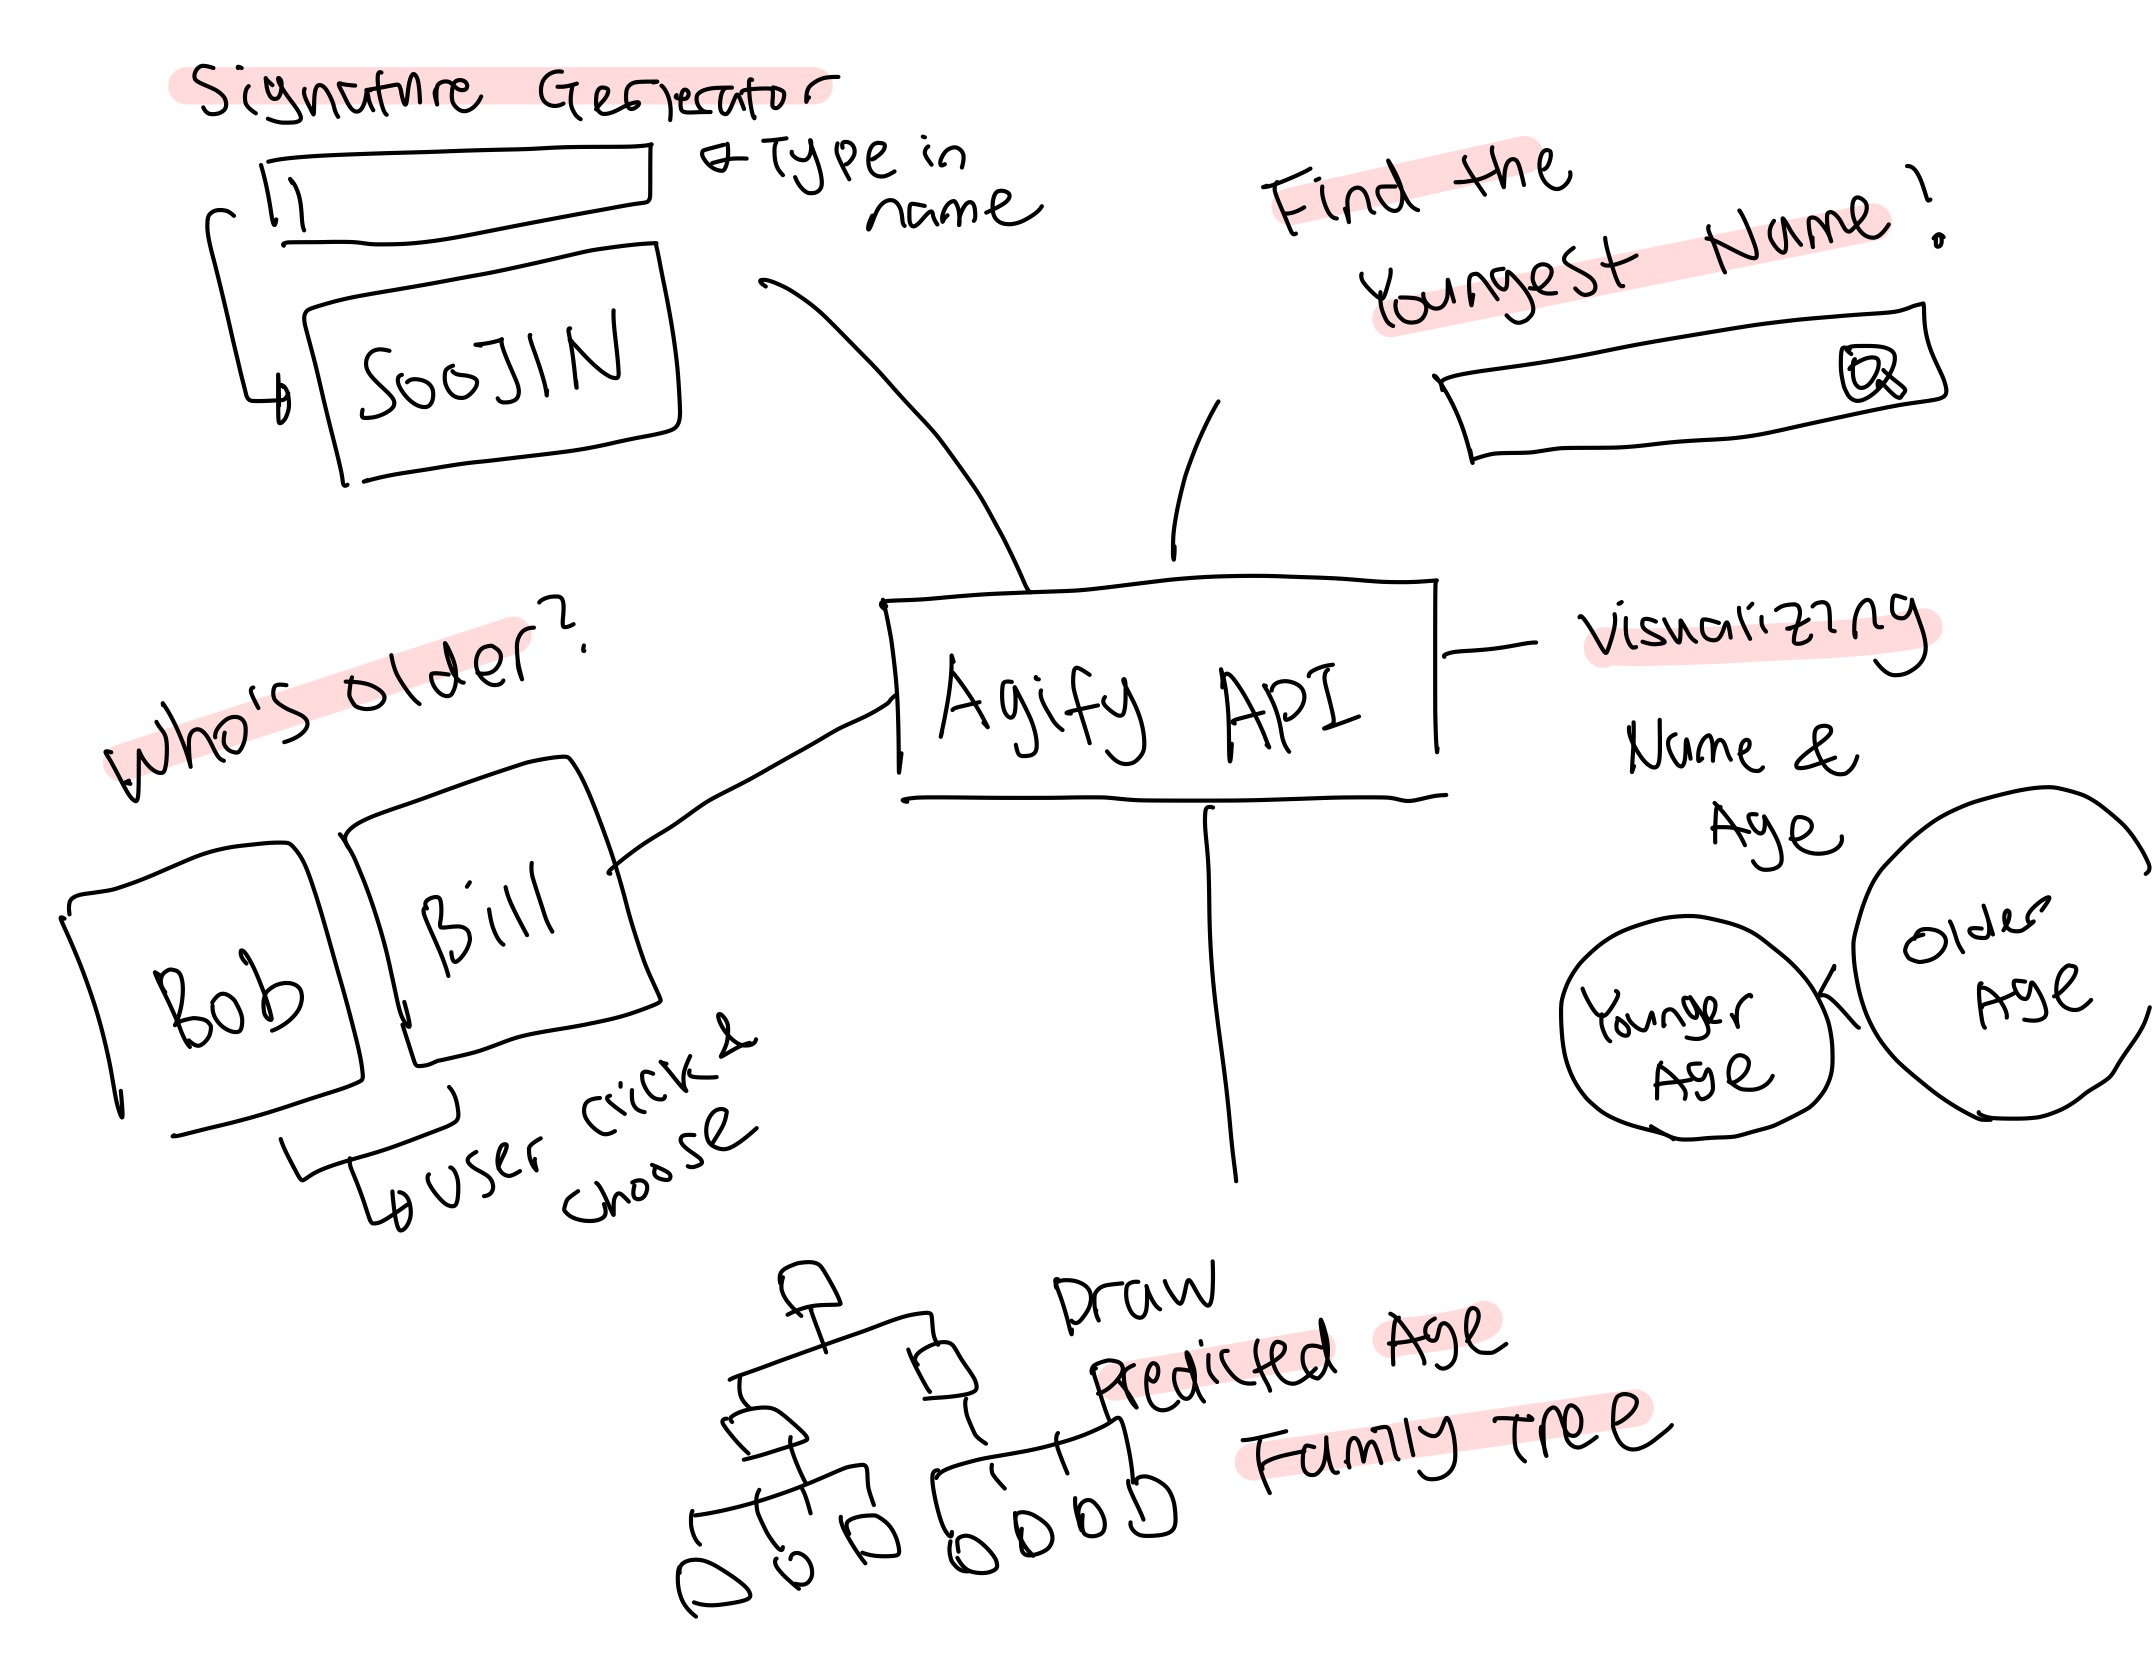 Signature Generator
Type in
name
SOOJIN
Find the
Youngest Name!
Who's older?
Agify API
Visualizing
Name &
Age
Bob
Bill
Younger
Age
Older
Age
User click &
choose
Draw
Predicted Age
Family Tree